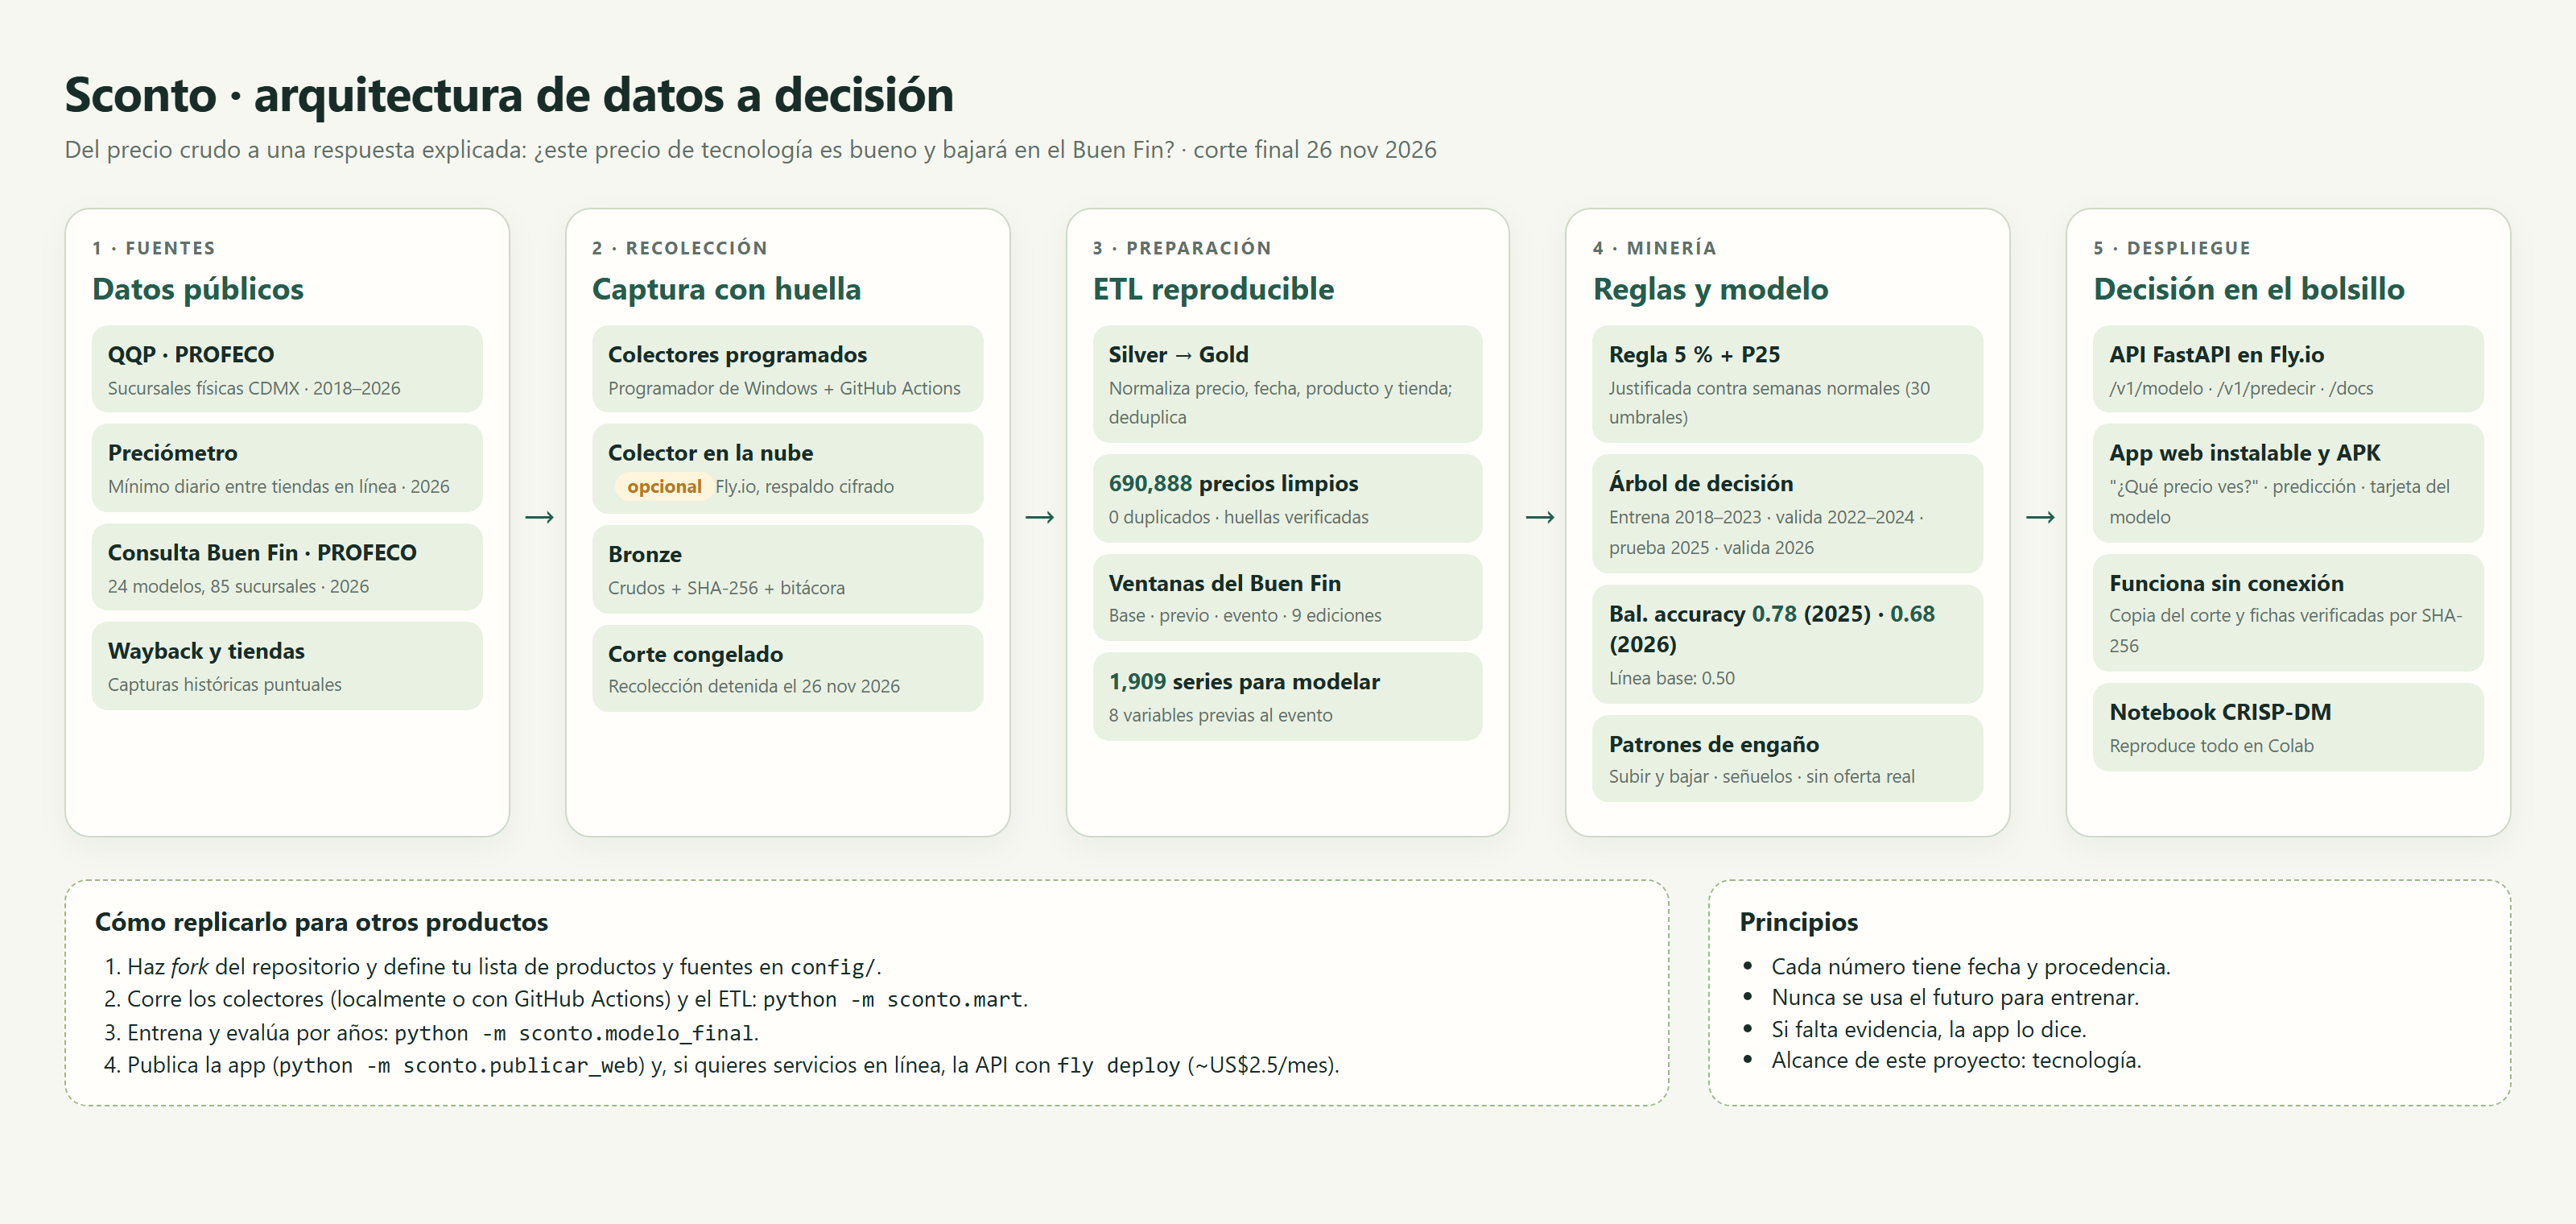 Sconto · arquitectura de datos a decisión
Del precio crudo a una respuesta explicada: ¿este precio de tecnología es bueno y bajará en el Buen Fin? · corte final 26 nov 2026
1 · FUENTES
Datos públicos
QQP · PROFECO
Sucursales físicas CDMX · 2018–2026
Preciómetro
Mínimo diario entre tiendas en línea · 2026
Consulta Buen Fin · PROFECO
24 modelos, 85 sucursales · 2026
Wayback y tiendas
Capturas históricas puntuales
→
2 · RECOLECCIÓN
Captura con huella
Colectores programados
Programador de Windows + GitHub Actions
Colector en la nube
opcional Fly.io, respaldo cifrado
Bronze
Crudos + SHA-256 + bitácora
Corte congelado
Recolección detenida el 26 nov 2026
→
3 · PREPARACIÓN
ETL reproducible
Silver → Gold
Normaliza precio, fecha, producto y tienda;
deduplica
690,888 precios limpios
0 duplicados · huellas verificadas
Ventanas del Buen Fin
Base · previo · evento · 9 ediciones
1,909 series para modelar
8 variables previas al evento
→
4 · MINERÍA
Reglas y modelo
Regla 5 % + P25
Justificada contra semanas normales (30
umbrales)
Árbol de decisión
Entrena 2018–2023 · valida 2022–2024 ·
prueba 2025 · valida 2026
Bal. accuracy 0.78 (2025) · 0.68
(2026)
Línea base: 0.50
Patrones de engaño
Subir y bajar · señuelos · sin oferta real
→
5 · DESPLIEGUE
Decisión en el bolsillo
API FastAPI en Fly.io
/v1/modelo · /v1/predecir · /docs
App web instalable y APK
"¿Qué precio ves?" · predicción · tarjeta del
modelo
Funciona sin conexión
Copia del corte y fichas verificadas por SHA-
256
Notebook CRISP-DM
Reproduce todo en Colab
Cómo replicarlo para otros productos
1. Haz fork del repositorio y define tu lista de productos y fuentes en config/.
2. Corre los colectores (localmente o con GitHub Actions) y el ETL: python -m sconto.mart.
3. Entrena y evalúa por años: python -m sconto.modelo_final.
4. Publica la app (python -m sconto.publicar_web) y, si quieres servicios en línea, la API con fly deploy (~US$2.5/mes).
Principios
• Cada número tiene fecha y procedencia.
• Nunca se usa el futuro para entrenar.
• Si falta evidencia, la app lo dice.
• Alcance de este proyecto: tecnología.